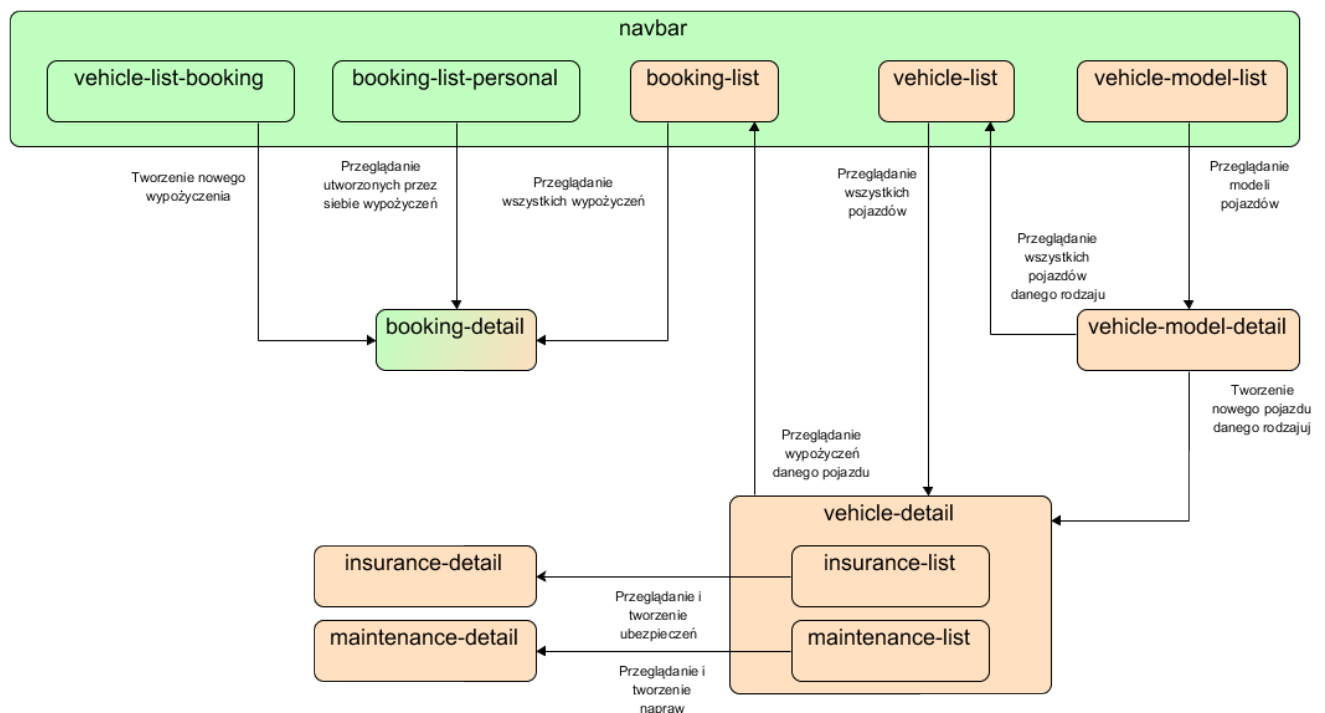 navbar
vehicle-list-booking
booking-list-personal
booking-list
vehicle-list
vehicle-model-list
Tworzenie nowego
wypożyczenia
Przeglądanie
utworzonych przez
siebie wypożyczeń
Przeglądanie
wszystkich wypożyczeń
Przeglądanie
wszystkich
pojazdów
Przeglądanie
modeli
pojazdów
Przeglądanie
wszystkich
pojazdów
danego rodzaju
booking-detail
vehicle-model-detail
Tworzenie
nowego pojazdu
danego rodzajuj
Przeglądanie
wypożyczeń
danego pojazdu
vehicle-detail
insurance-detail
insurance-list
Przeglądanie i
tworzenie
ubezpieczeń
maintenance-detail
maintenance-list
Przeglądanie i
tworzenie
napraw